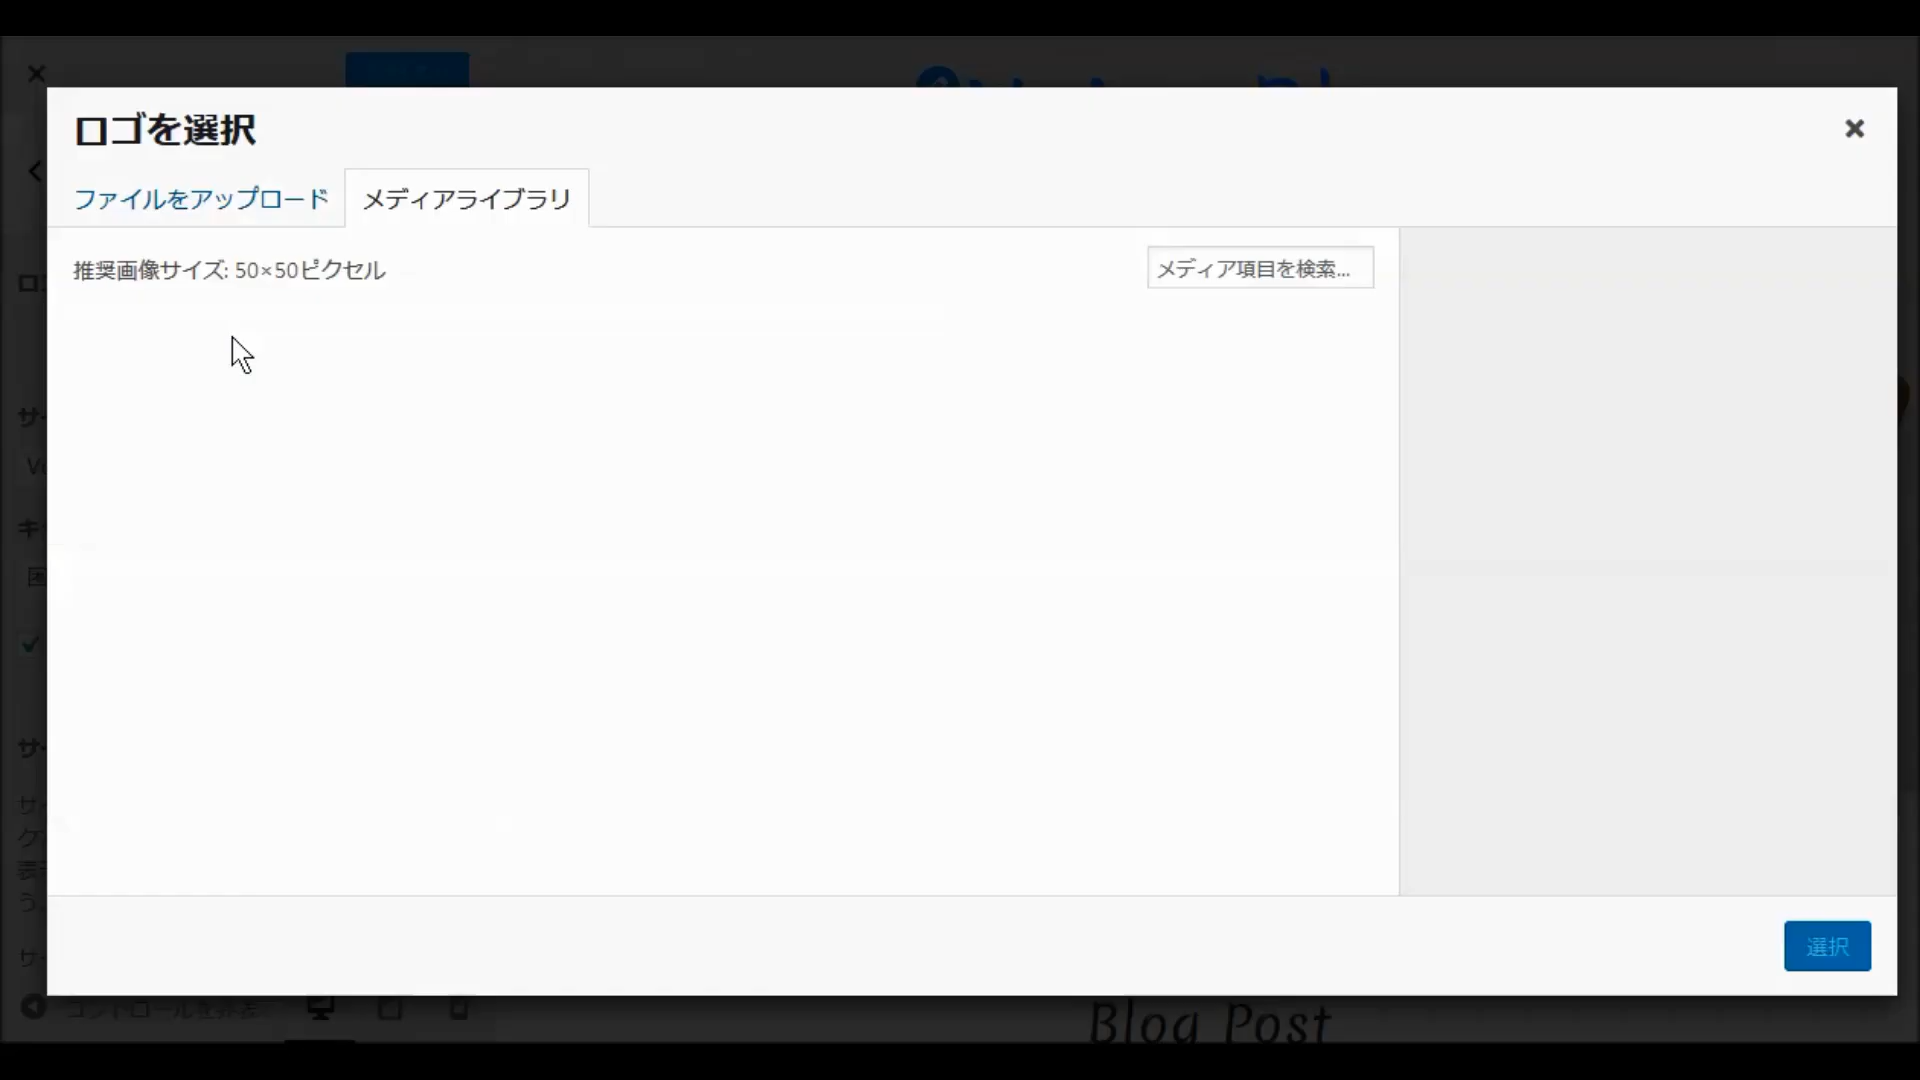 ロゴを選択
ファイルをアップロード
メディアライブラリ
推奨画像サイズ: 50×50ピクセル
メディア項目を検索...
選択
Blog Post